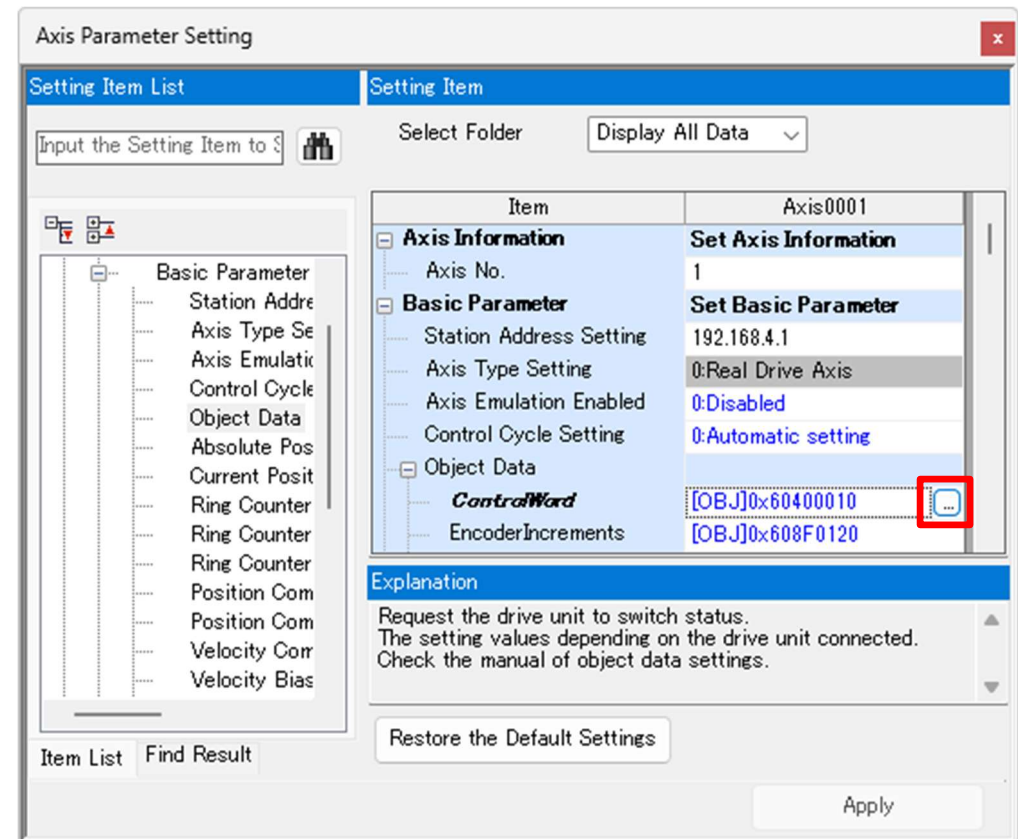 Axis Parameter Setting
x
Setting Item List
Setting Item
Input the Setting Item to S
Select Folder
Display All Data
Basic Parameter
Station Addre
Axis Type Se
Axis Emulatio
Control Cycle
Object Data
Absolute Pos
Current Posit
Ring Counter
Ring Counter
Ring Counter
Position Com
Position Com
Velocity Com
Velocity Bias
Item List
Find Result
Item Axis0001
Axis Information Set Axis Information
Axis No. 1
Basic Parameter Set Basic Parameter
Station Address Setting 192.168.4.1
Axis Type Setting 0:Real Drive Axis
Axis Emulation Enabled 0:Disabled
Control Cycle Setting 0:Automatic setting
Object Data
ControlWord [OBJ]0x60400010 ...
EncoderIncrements [OBJ]0x608F0120
Explanation
Request the drive unit to switch status.
The setting values depending on the drive unit connected.
Check the manual of object data settings.
Restore the Default Settings
Apply